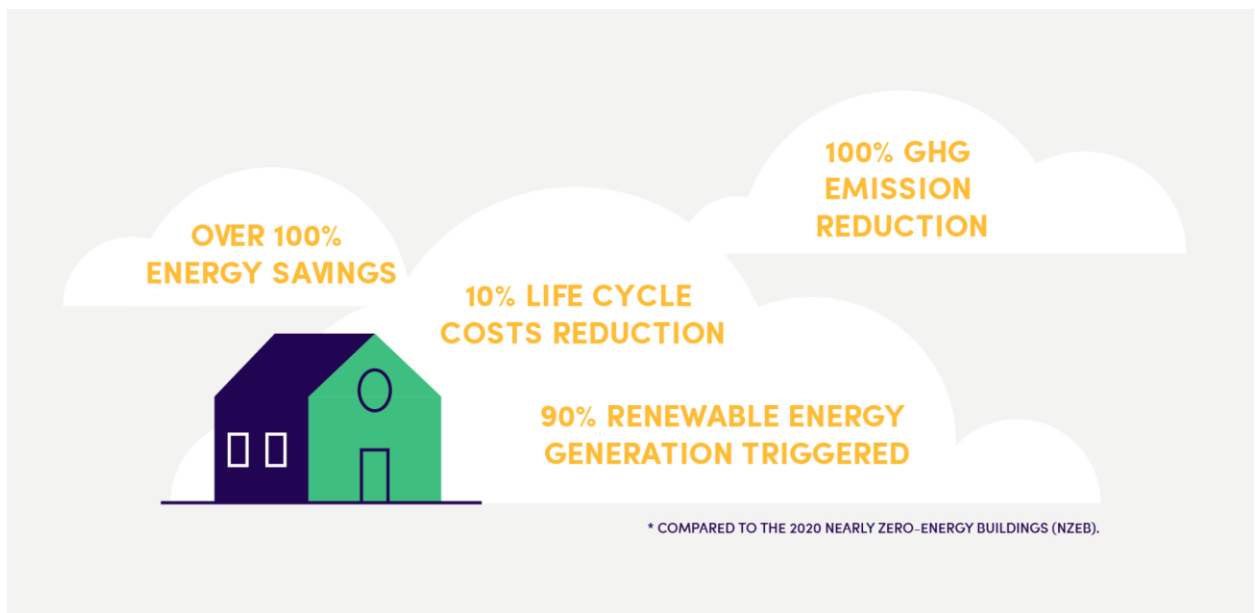 100% GHG
EMISSION
REDUCTION
OVER 100%
ENERGY SAVINGS
10% LIFE CYCLE
COSTS REDUCTION
90% RENEWABLE ENERGY
GENERATION TRIGGERED
* COMPARED TO THE 2020 NEARLY ZERO-ENERGY BUILDINGS (NZEB).